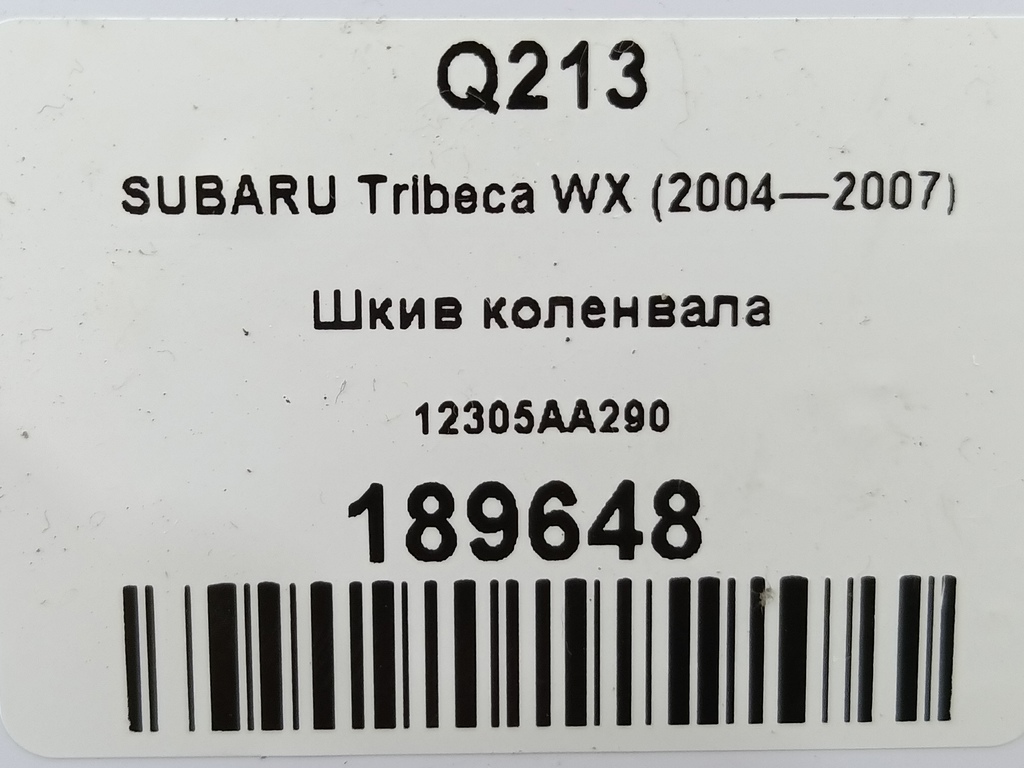 Q213
SUBARU Tribeca WX (2004—2007)
Шкив коленвала
12305AA290
189648